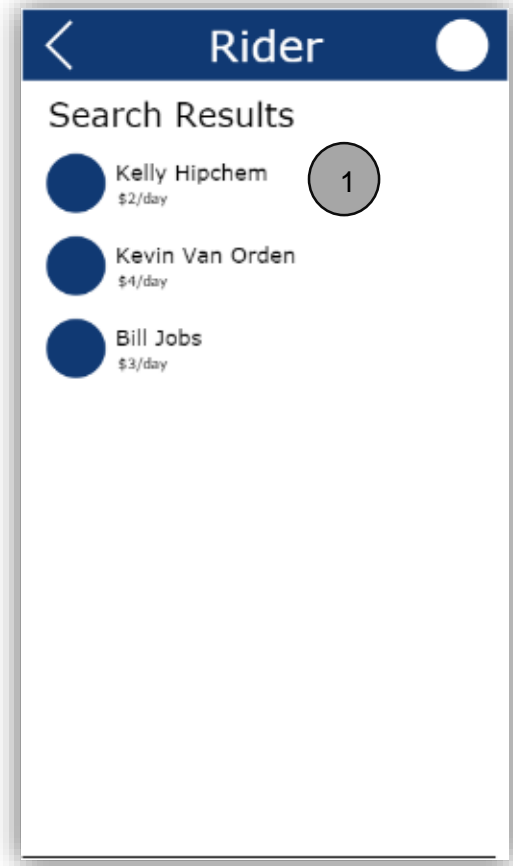 Rider
Search Results
Kelly Hipchem
$2/day
1
Kevin Van Orden
$4/day
Bill Jobs
$3/day